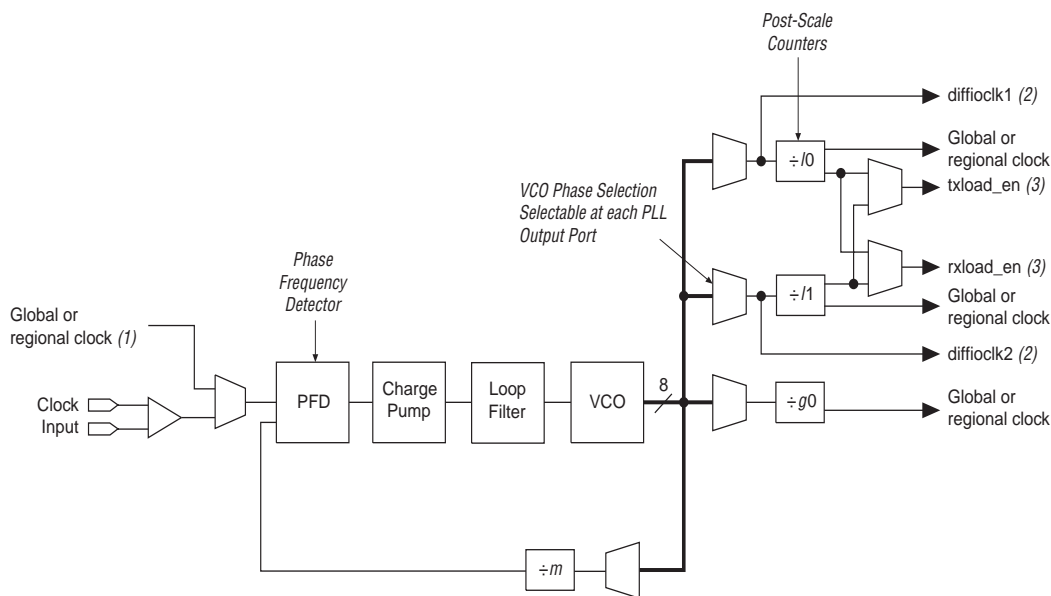 Post-Scale
Counters
diffioclk1 (2)
Global or
regional clock
÷l0
txload_en (3)
VCO Phase Selection
Selectable at each PLL
Output Port
rxload_en (3)
÷l1
Global or
regional clock
diffioclk2 (2)
Phase
Frequency
Detector
Global or
regional clock (1)
Clock
Input
PFD
Charge
Pump
Loop
Filter
VCO
8
÷g0
Global or
regional clock
÷m